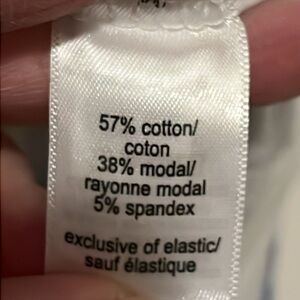 57% cotton/
coton
38% modal/
rayonne modal
5% spandex
exclusive of elastic/
sauf élastique